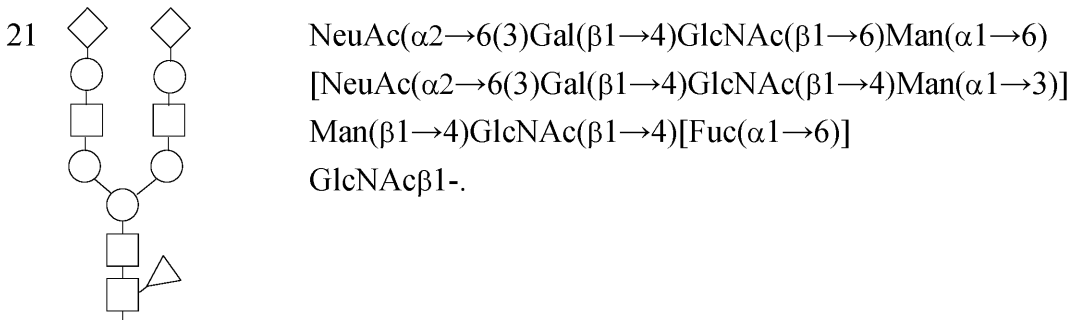 21 NeuAc(α2→6(3)Gal(β1→4)GlcNAc(β1→6)Man(α1→6)
[NeuAc(α2→6(3)Gal(β1→4)GlcNAc(β1→4)Man(α1→3)]
Man(β1→4)GlcNAc(β1→4)[Fuc(α1→6)]
GlcNAcβ1-.